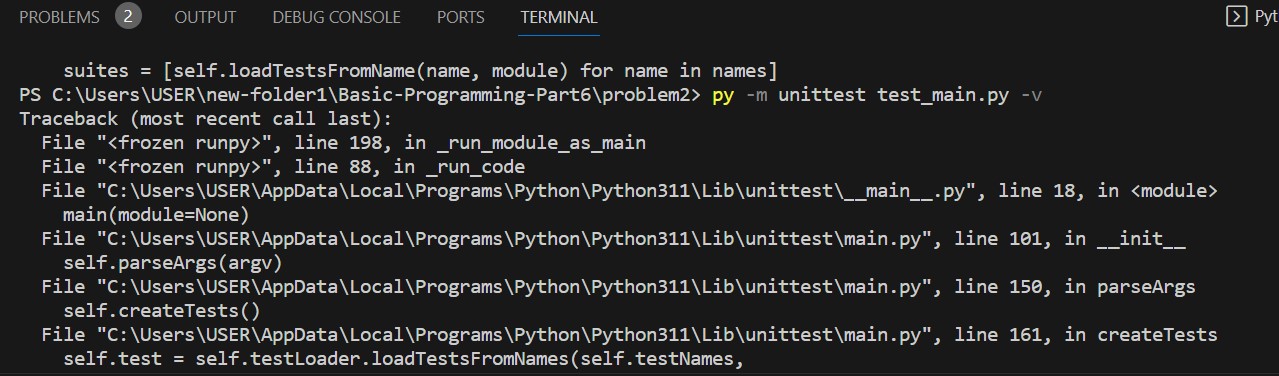 PROBLEMS 2 OUTPUT DEBUG CONSOLE PORTS TERMINAL Pyt
suites = [self.loadTestsFromName(name, module) for name in names]
PS C:\Users\USER\new-folder1\Basic-Programming-Part6\problem2> py -m unittest test_main.py -v
Traceback (most recent call last):
  File "<frozen runpy>", line 198, in _run_module_as_main
  File "<frozen runpy>", line 88, in _run_code
  File "C:\Users\USER\AppData\Local\Programs\Python\Python311\Lib\unittest\__main__.py", line 18, in <module>
    main(module=None)
  File "C:\Users\USER\AppData\Local\Programs\Python\Python311\Lib\unittest\main.py", line 101, in __init__
    self.parseArgs(argv)
  File "C:\Users\USER\AppData\Local\Programs\Python\Python311\Lib\unittest\main.py", line 150, in parseArgs
    self.createTests()
  File "C:\Users\USER\AppData\Local\Programs\Python\Python311\Lib\unittest\main.py", line 161, in createTests
    self.test = self.testLoader.loadTestsFromNames(self.testNames,